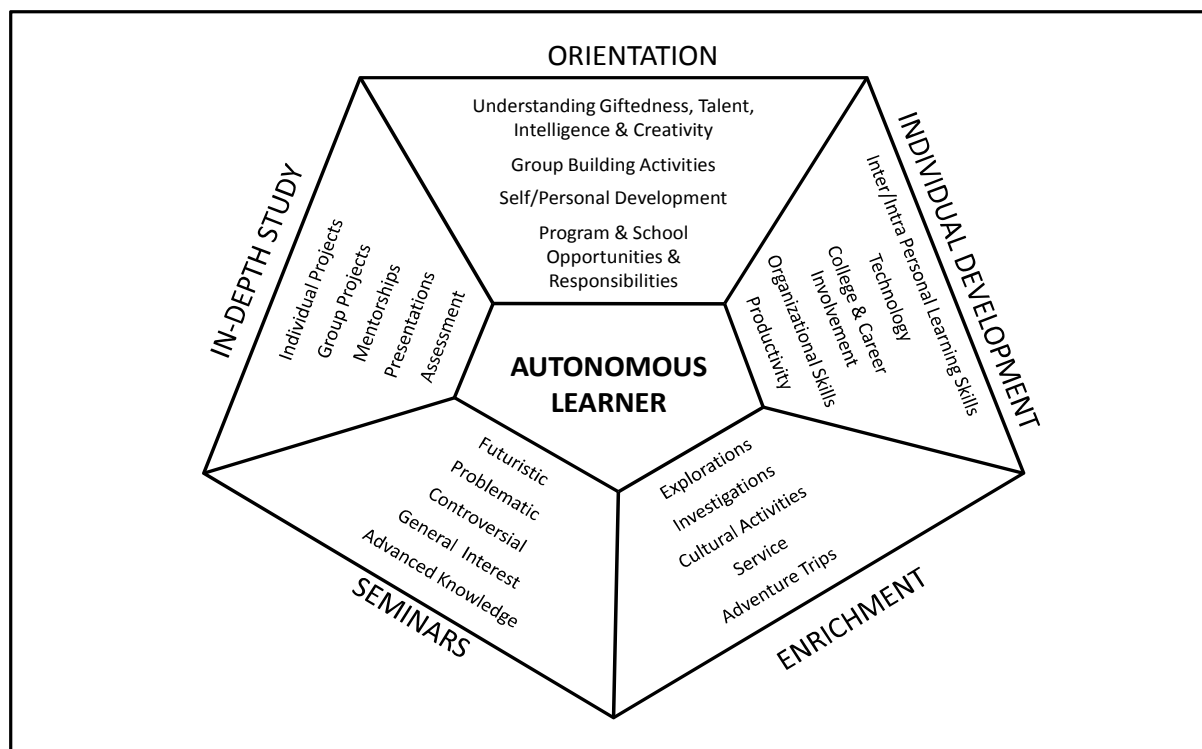 ORIENTATION
Understanding Giftedness, Talent,
Intelligence & Creativity
Group Building Activities
Self/Personal Development
Program & School
Opportunities &
Responsibilities
INDIVIDUAL DEVELOPMENT
Inter/Intra Personal Learning Skills
Technology
College & Career
Involvement
Organizational Skills
Productivity
ENRICHMENT
Explorations
Investigations
Cultural Activities
Service
Adventure Trips
SEMINARS
Futuristic
Problematic
Controversial
General Interest
Advanced Knowledge
IN-DEPTH STUDY
Individual Projects
Group Projects
Mentorships
Presentations
Assessment
AUTONOMOUS
LEARNER